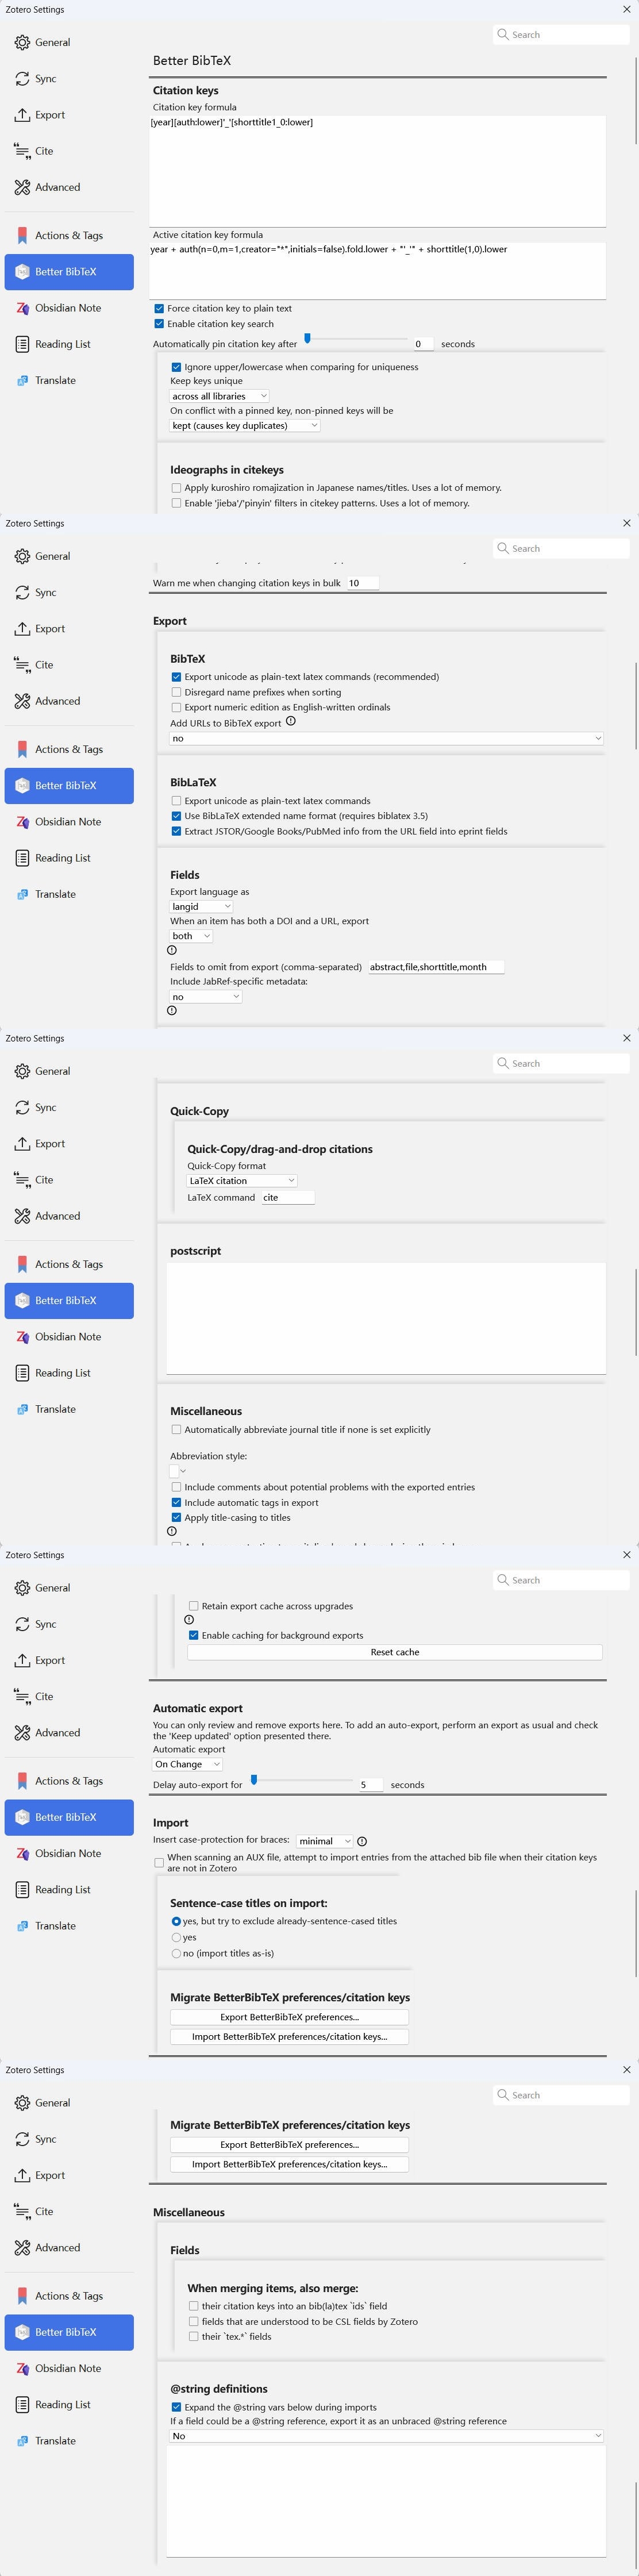 Zotero Settings
Search
General
Sync
Export
Cite
Advanced
Actions & Tags
Better BibTeX
Obsidian Note
Reading List
Translate
Better BibTeX
Citation keys
Citation key formula
[year][auth:lower]'_'[shorttitle1_0:lower]
Active citation key formula
year + auth(n=0,m=1,creator="*",initials=false).fold.lower + "'_'" + shorttitle(1,0).lower
Force citation key to plain text
Enable citation key search
Automatically pin citation key after 0 seconds
Ignore upper/lowercase when comparing for uniqueness
Keep keys unique
across all libraries
On conflict with a pinned key, non-pinned keys will be
kept (causes key duplicates)
Ideographs in citekeys
Apply kuroshiro romajization in Japanese names/titles. Uses a lot of memory.
Enable 'jieba'/'pinyin' filters in citekey patterns. Uses a lot of memory.
Zotero Settings
Search
General
Sync
Export
Cite
Advanced
Actions & Tags
Better BibTeX
Obsidian Note
Reading List
Translate
Warn me when changing citation keys in bulk 10
Export
BibTeX
Export unicode as plain-text latex commands (recommended)
Disregard name prefixes when sorting
Export numeric edition as English-written ordinals
Add URLs to BibTeX export
no
BibLaTeX
Export unicode as plain-text latex commands
Use BibLaTeX extended name format (requires biblatex 3.5)
Extract JSTOR/Google Books/PubMed info from the URL field into eprint fields
Fields
Export language as
langid
When an item has both a DOI and a URL, export
both
Fields to omit from export (comma-separated) abstract,file,shorttitle,month
Include JabRef-specific metadata:
no
Zotero Settings
Search
General
Sync
Export
Cite
Advanced
Actions & Tags
Better BibTeX
Obsidian Note
Reading List
Translate
Quick-Copy
Quick-Copy/drag-and-drop citations
Quick-Copy format
LaTeX citation
LaTeX command cite
postscript
Miscellaneous
Automatically abbreviate journal title if none is set explicitly
Abbreviation style:
Include comments about potential problems with the exported entries
Include automatic tags in export
Apply title-casing to titles
Zotero Settings
Search
General
Sync
Export
Cite
Advanced
Actions & Tags
Better BibTeX
Obsidian Note
Reading List
Translate
Retain export cache across upgrades
Enable caching for background exports
Reset cache
Automatic export
You can only review and remove exports here. To add an auto-export, perform an export as usual and check
the 'Keep updated' option presented there.
Automatic export
On Change
Delay auto-export for 5 seconds
Import
Insert case-protection for braces: minimal
When scanning an AUX file, attempt to import entries from the attached bib file when their citation keys
are not in Zotero
Sentence-case titles on import:
yes, but try to exclude already-sentence-cased titles
yes
no (import titles as-is)
Migrate BetterBibTeX preferences/citation keys
Export BetterBibTeX preferences...
Import BetterBibTeX preferences/citation keys...
Zotero Settings
Search
General
Sync
Export
Cite
Advanced
Actions & Tags
Better BibTeX
Obsidian Note
Reading List
Translate
Migrate BetterBibTeX preferences/citation keys
Export BetterBibTeX preferences...
Import BetterBibTeX preferences/citation keys...
Miscellaneous
Fields
When merging items, also merge:
their citation keys into an bib(la)tex `ids` field
fields that are understood to be CSL fields by Zotero
their `tex.*` fields
@string definitions
Expand the @string vars below during imports
If a field could be a @string reference, export it as an unbraced @string reference
No